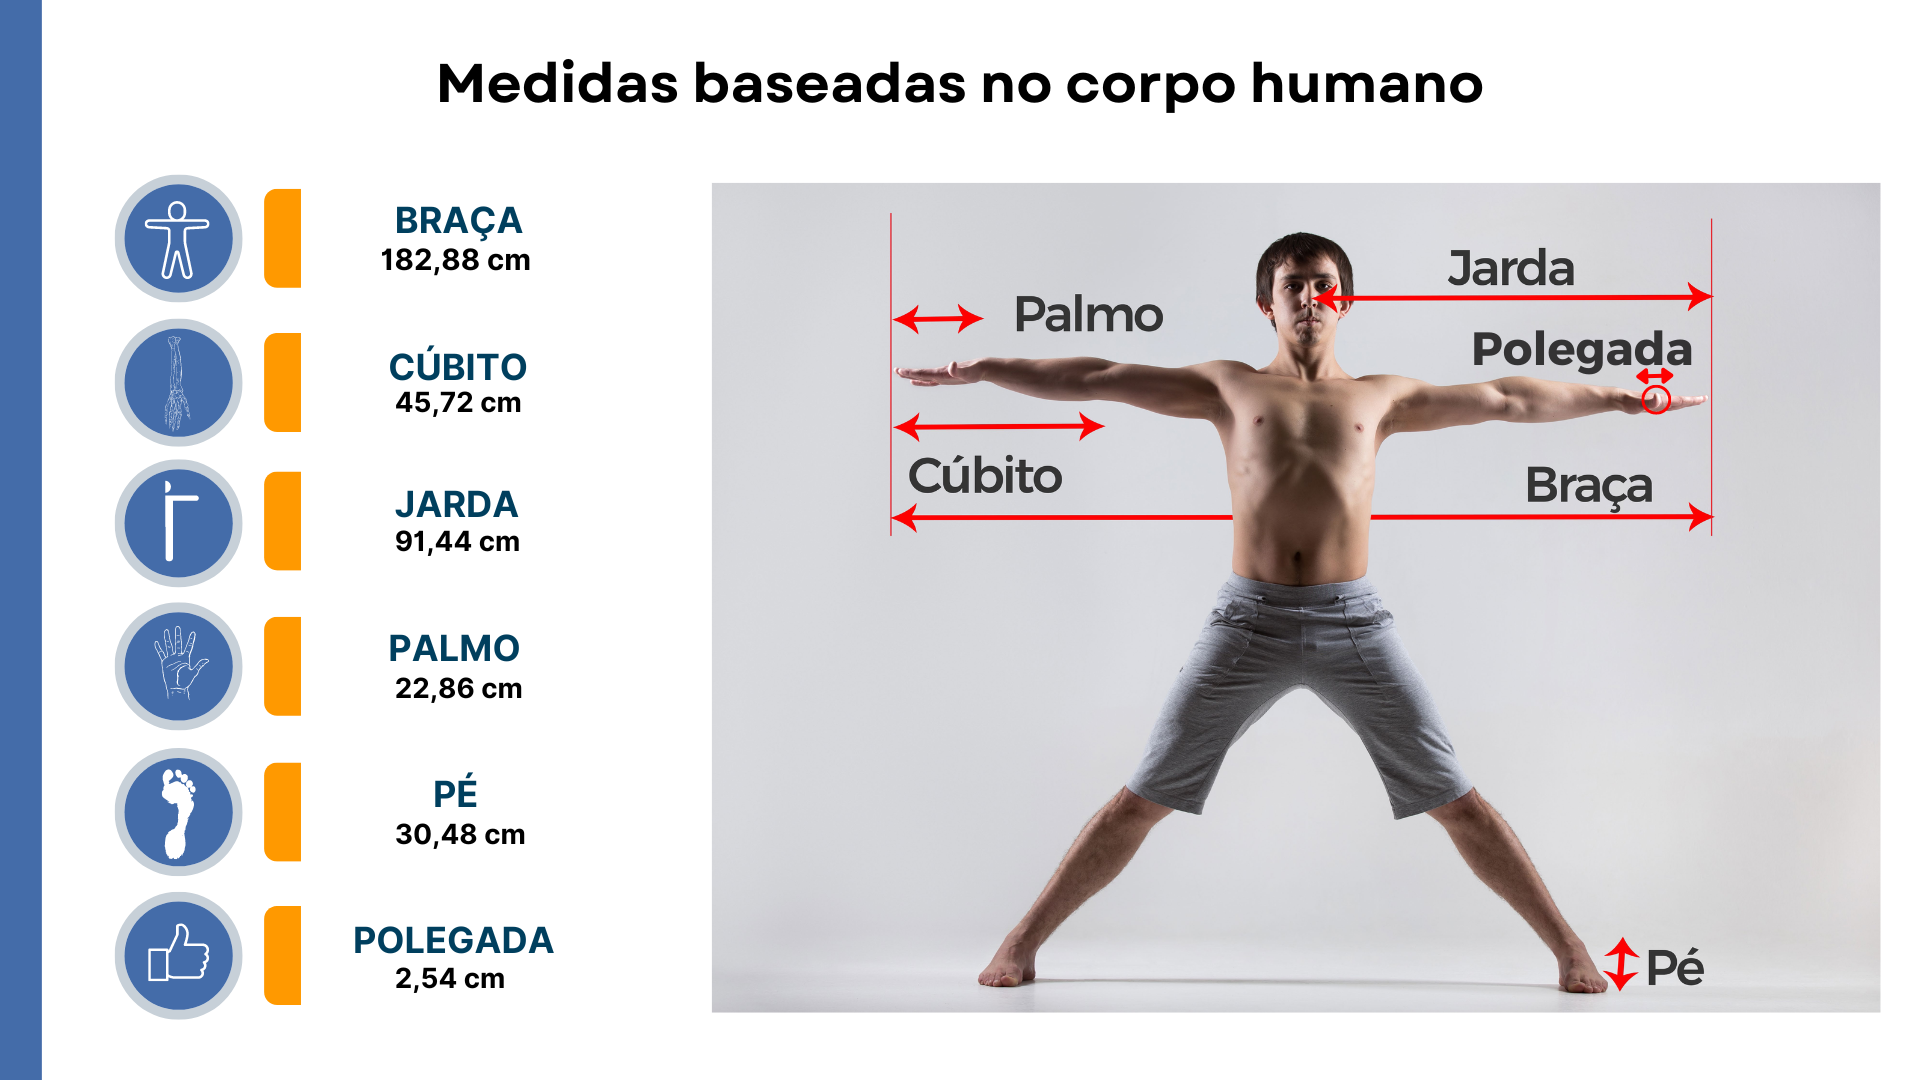 Medidas baseadas no corpo humano
BRAÇA
182,88 cm
CÚBITO
45,72 cm
JARDA
91,44 cm
PALMO
22,86 cm
PÉ
30,48 cm
POLEGADA
2,54 cm
Jarda
Palmo
Polegada
Cúbito
Braça
Pé